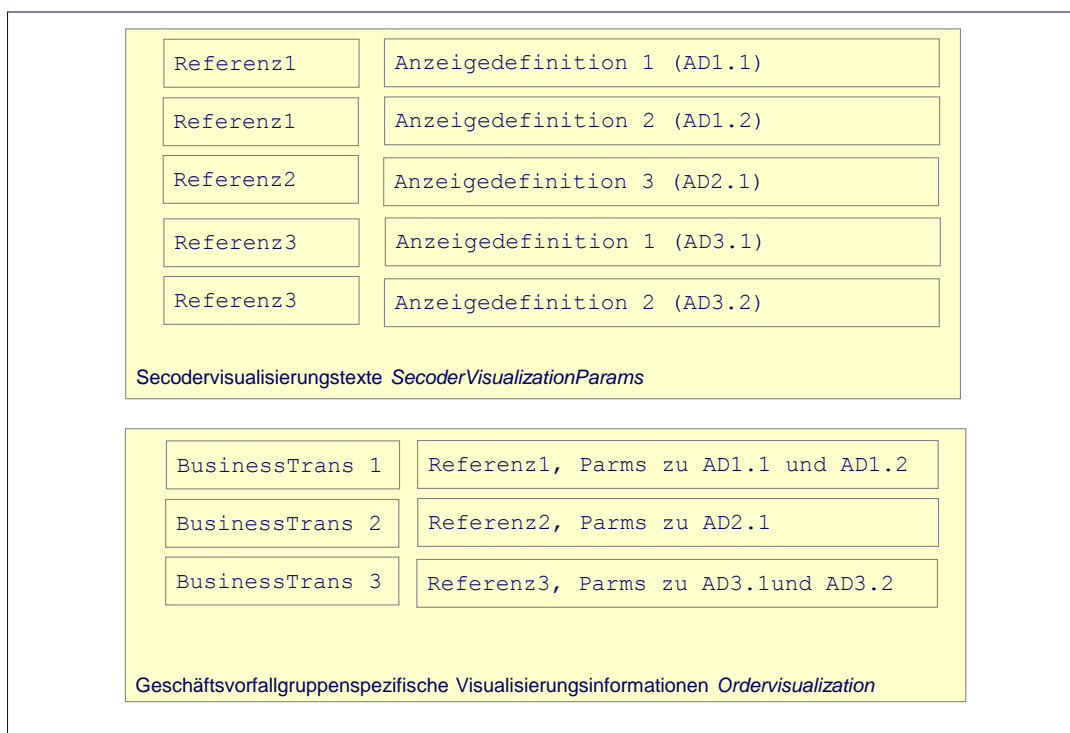 Referenz1 Anzeigedefinition 1 (AD1.1)
Referenz1 Anzeigedefinition 2 (AD1.2)
Referenz2 Anzeigedefinition 3 (AD2.1)
Referenz3 Anzeigedefinition 1 (AD3.1)
Referenz3 Anzeigedefinition 2 (AD3.2)
Secodervisualisierungstexte SecoderVisualizationParams
BusinessTrans 1 Referenz1, Parms zu AD1.1 und AD1.2
BusinessTrans 2 Referenz2, Parms zu AD2.1
BusinessTrans 3 Referenz3, Parms zu AD3.1und AD3.2
Geschäftsvorfallgruppenspezifische Visualisierungsinformationen Ordervisualization